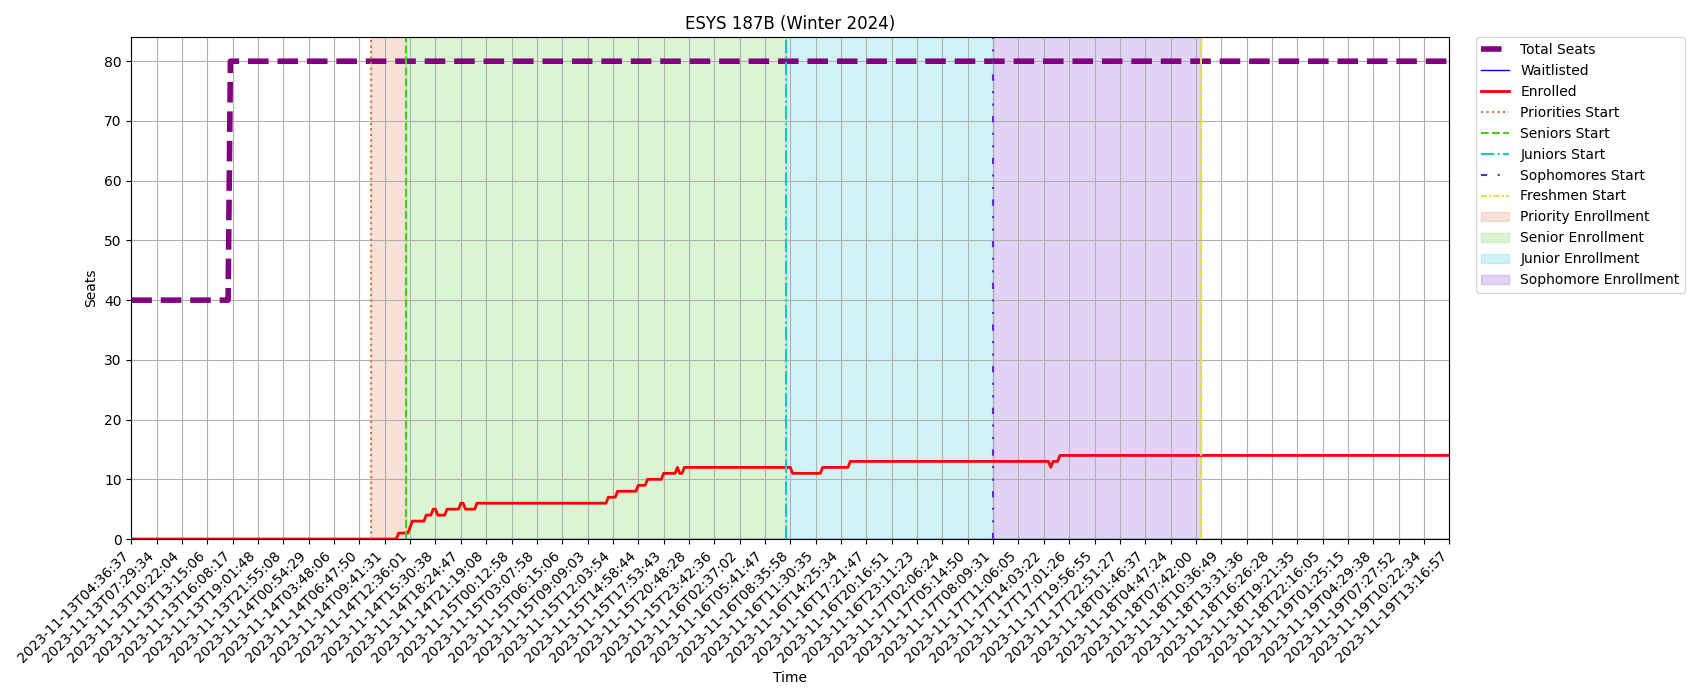 ESYS 187B (Winter 2024)
Seats
80
70
60
50
40
30
20
10
0
2023-11-13T04:36:37
2023-11-13T07:29:34
2023-11-13T10:22:04
2023-11-13T13:15:06
2023-11-13T16:08:17
2023-11-13T19:01:48
2023-11-13T21:55:08
2023-11-14T00:54:29
2023-11-14T03:48:06
2023-11-14T06:47:50
2023-11-14T09:41:31
2023-11-14T12:36:01
2023-11-14T15:30:38
2023-11-14T18:24:47
2023-11-14T21:19:08
2023-11-15T00:12:58
2023-11-15T03:07:58
2023-11-15T06:15:06
2023-11-15T09:09:03
2023-11-15T12:03:54
2023-11-15T14:58:44
2023-11-15T17:53:43
2023-11-15T20:48:28
2023-11-15T23:42:36
2023-11-16T02:37:02
2023-11-16T05:41:47
2023-11-16T08:35:58
2023-11-16T11:30:35
2023-11-16T14:25:34
2023-11-16T17:21:47
2023-11-16T20:16:51
2023-11-16T23:11:23
2023-11-17T02:06:24
2023-11-17T05:14:50
2023-11-17T08:09:31
2023-11-17T11:06:05
2023-11-17T14:03:22
2023-11-17T17:01:26
2023-11-17T19:56:55
2023-11-17T22:51:27
2023-11-18T01:46:37
2023-11-18T04:47:24
2023-11-18T07:42:00
2023-11-18T10:36:49
2023-11-18T13:31:36
2023-11-18T16:26:28
2023-11-18T19:21:35
2023-11-18T22:16:05
2023-11-19T01:25:15
2023-11-19T04:29:38
2023-11-19T07:27:52
2023-11-19T10:22:34
2023-11-19T13:16:57
Time
Total Seats
Waitlisted
Enrolled
Priorities Start
Seniors Start
Juniors Start
Sophomores Start
Freshmen Start
Priority Enrollment
Senior Enrollment
Junior Enrollment
Sophomore Enrollment